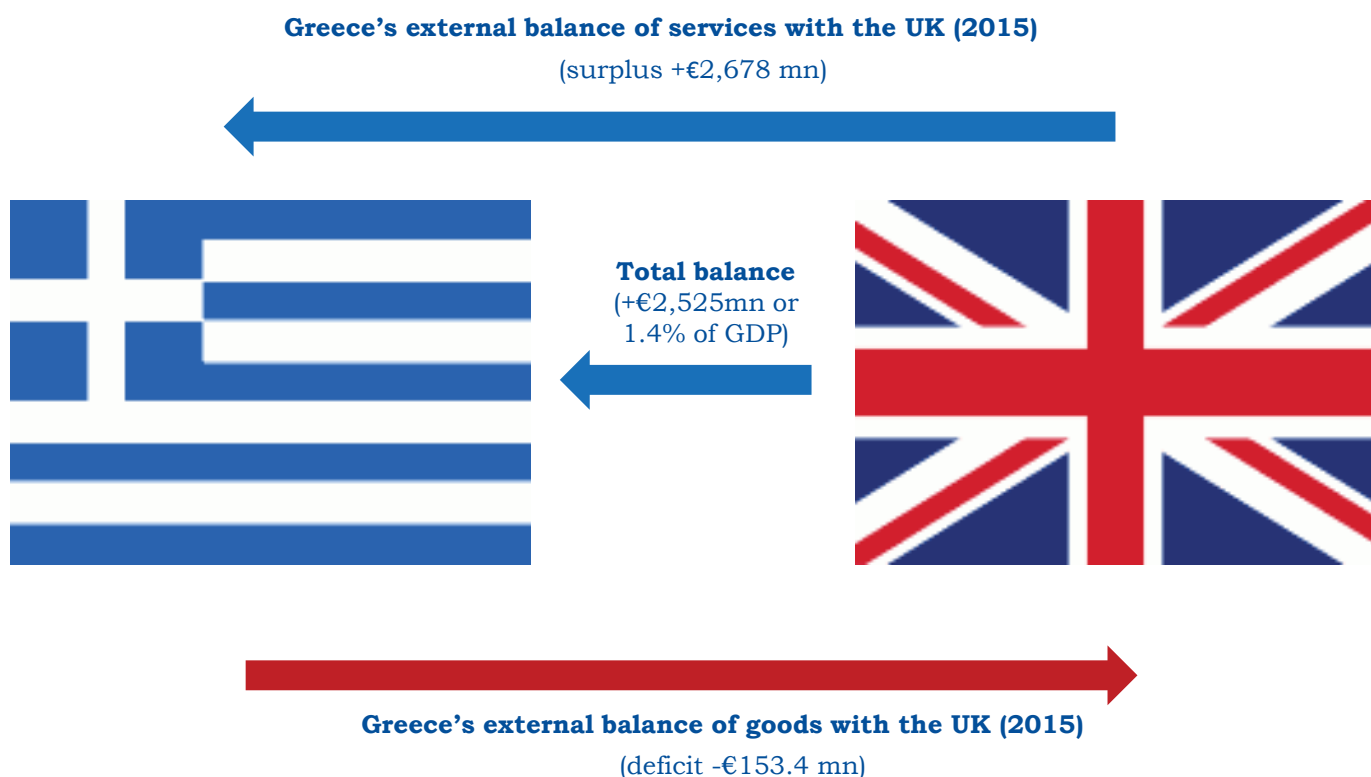 Greece’s external balance of services with the UK (2015)
(surplus +€2,678 mn)
Total balance
(+€2,525mn or
1.4% of GDP)
Greece’s external balance of goods with the UK (2015)
(deficit -€153.4 mn)